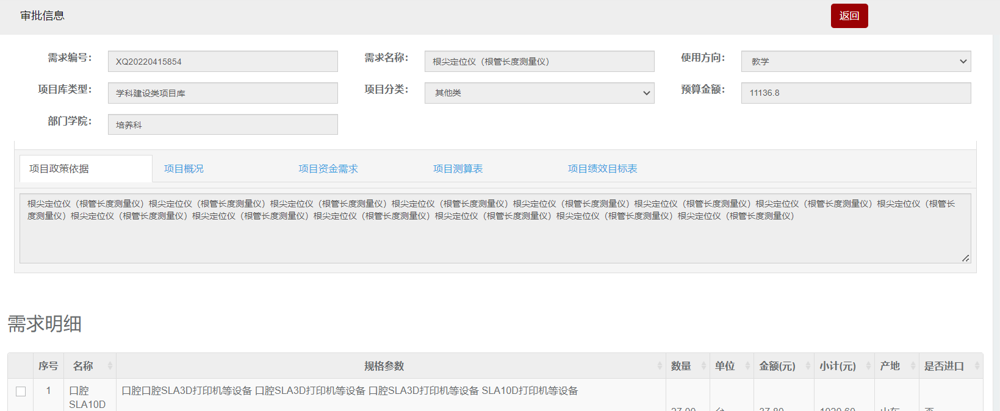 审批信息
返回
需求编号：
XQ20220415854
需求名称：
根尖定位仪（根管长度测量仪）
使用方向：
教学
项目库类型：
学科建设类项目库
项目分类：
其他类
预算金额：
11136.8
部门学院：
培养科
项目政策依据
项目概况
项目资金需求
项目测算表
项目绩效目标表
根尖定位仪（根管长度测量仪）根尖定位仪（根管长度测量仪）根尖定位仪（根管长度测量仪）根尖定位仪（根管长度测量仪）根尖定位仪（根管长度测量仪）根尖定位仪（根管长度测量仪）根尖定位仪（根管长度测量仪）根尖定位仪（根管长
度测量仪）根尖定位仪（根管长度测量仪）根尖定位仪（根管长度测量仪）根尖定位仪（根管长度测量仪）根尖定位仪（根管长度测量仪）根尖定位仪（根管长度测量仪）根尖定位仪（根管长度测量仪）
需求明细
序号 名称 规格参数 数量 单位 金额(元) 小计(元) 产地 是否进口
1 口腔 口腔口腔SLA3D打印机等设备 口腔SLA3D打印机等设备 口腔SLA3D打印机等设备 SLA10D打印机等设备
SLA10D